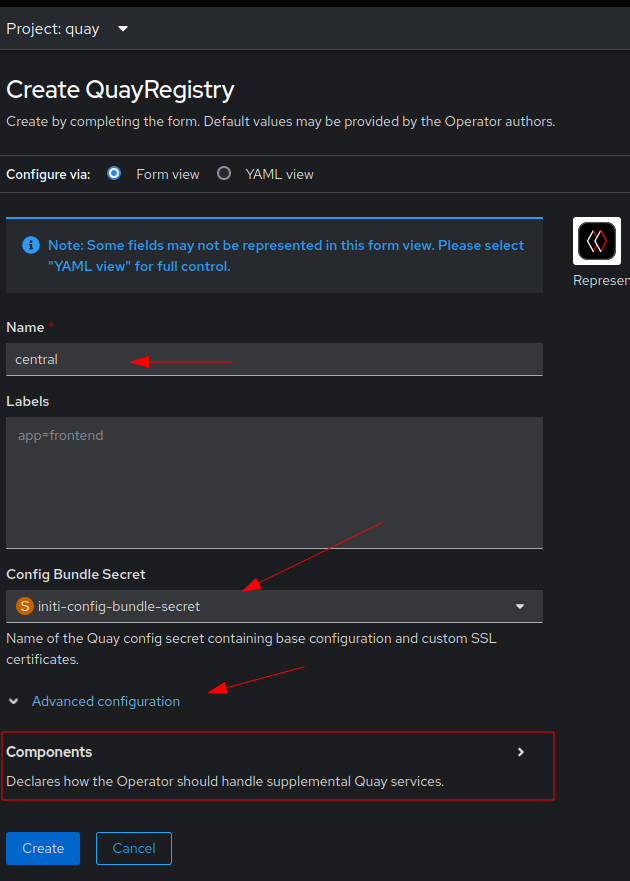 Project: quay
Create QuayRegistry
Create by completing the form. Default values may be provided by the Operator authors.
Configure via: Form view YAML view
Note: Some fields may not be represented in this form view. Please select
"YAML view" for full control.
Represen
Name *
central
Labels
app=frontend
Config Bundle Secret
S initi-config-bundle-secret
Name of the Quay config secret containing base configuration and custom SSL
certificates.
Advanced configuration
Components
Declares how the Operator should handle supplemental Quay services.
Create Cancel